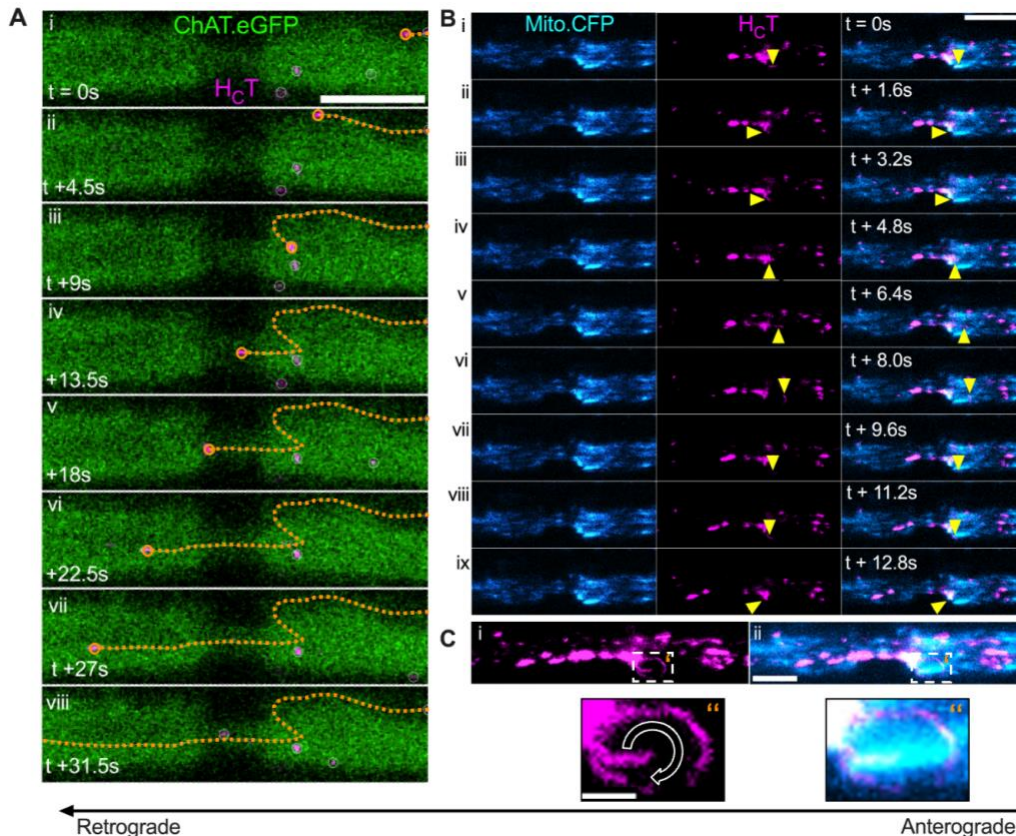 A
i
ChAT.eGFP
HCT
t = 0s
ii
t +4.5s
iii
t +9s
iv
+13.5s
v
+18s
vi
+22.5s
vii
t +27s
viii
t +31.5s
B
i
Mito.CFP
HCT
t = 0s
ii
t + 1.6s
iii
t + 3.2s
iv
t + 4.8s
v
t + 6.4s
vi
t + 8.0s
vii
t + 9.6s
viii
t + 11.2s
ix
t + 12.8s
C
i
ii
“
“
Retrograde
Anterograde